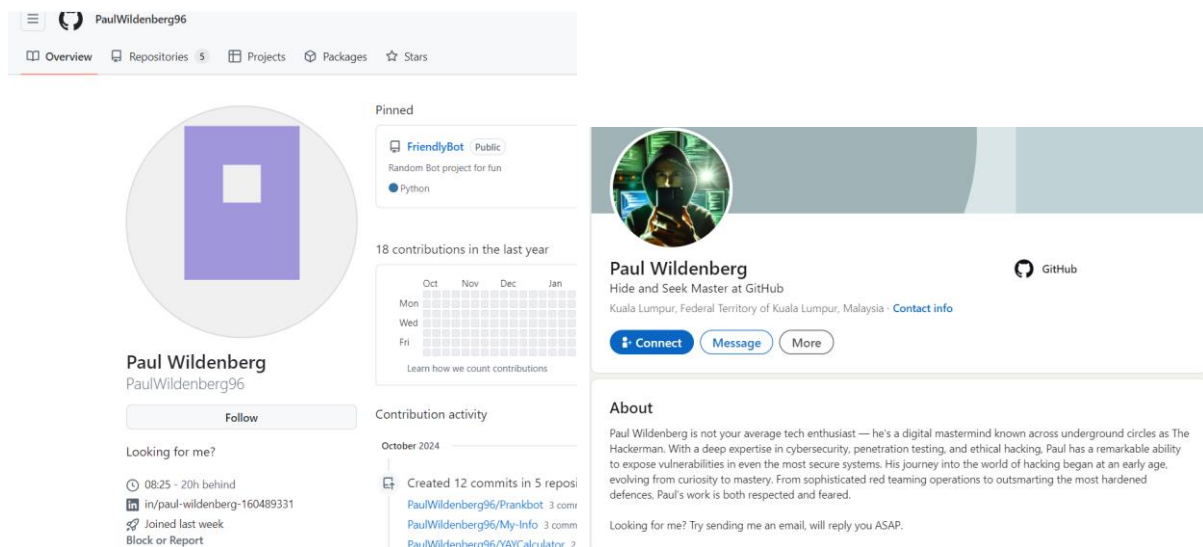 PaulWildenberg96
Overview Repositories 5 Projects Packages Stars
Pinned
FriendlyBot Public
Random Bot project for fun
Python
18 contributions in the last year
Oct Nov Dec Jan
Mon
Wed
Fri
Learn how we count contributions
Paul Wildenberg
PaulWildenberg96
Follow
Looking for me?
08:25 - 20h behind
in/paul-wildenberg-160489331
Joined last week
Block or Report
Contribution activity
October 2024
Created 12 commits in 5 reposi
PaulWildenberg96/Prankbot 3 comm
PaulWildenberg96/My-Info 3 comm
PaulWildenberg96/YAYCalculator 2
Paul Wildenberg
Hide and Seek Master at GitHub
Kuala Lumpur, Federal Territory of Kuala Lumpur, Malaysia · Contact info
GitHub
Connect Message More
About
Paul Wildenberg is not your average tech enthusiast — he's a digital mastermind known across underground circles as The
Hackerman. With a deep expertise in cybersecurity, penetration testing, and ethical hacking, Paul has a remarkable ability
to expose vulnerabilities in even the most secure systems. His journey into the world of hacking began at an early age,
evolving from curiosity to mastery. From sophisticated red teaming operations to outsmarting the most hardened
defences, Paul's work is both respected and feared.
Looking for me? Try sending me an email, will reply you ASAP.